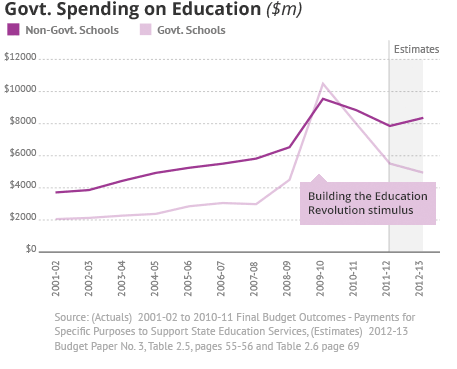 Govt. Spending on Education ($m)
Non-Govt. Schools Govt. Schools
Estimates
$12000
$10000
$8000
$6000
$4000
$2000
$0
Building the Education
Revolution stimulus
2001-02
2002-03
2003-04
2004-05
2005-06
2006-07
2007-08
2008-09
2009-10
2010-11
2011-12
2012-13
Source: (Actuals) 2001-02 to 2010-11 Final Budget Outcomes - Payments for
Specific Purposes to Support State Education Services, (Estimates) 2012-13
Budget Paper No. 3, Table 2.5, pages 55-56 and Table 2.6 page 69